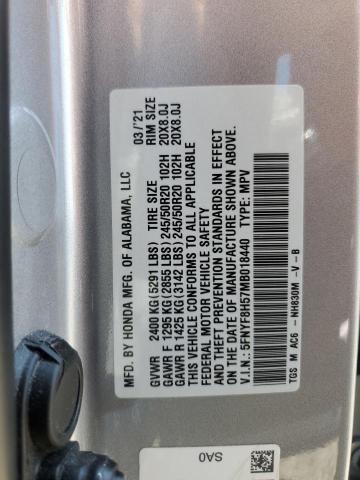 MFD. BY HONDA MFG. OF ALABAMA, LLC 03/'21
GVWR 2400 KG(5291 LBS) TIRE SIZE RIM SIZE
GAWR F 1295 KG(2855 LBS) 245/50R20 102H 20X8.0J
GAWR R 1425 KG(3142 LBS) 245/50R20 102H 20X8.0J
THIS VEHICLE CONFORMS TO ALL APPLICABLE
FEDERAL MOTOR VEHICLE SAFETY
AND THEFT PREVENTION STANDARDS IN EFFECT
ON DATE OF MANUFACTURE SHOWN ABOVE.
V.I.N.: 5FNYF8H57MB018440 TYPE: MPV
TGS M AC6 -NH830M -V-B
SA0